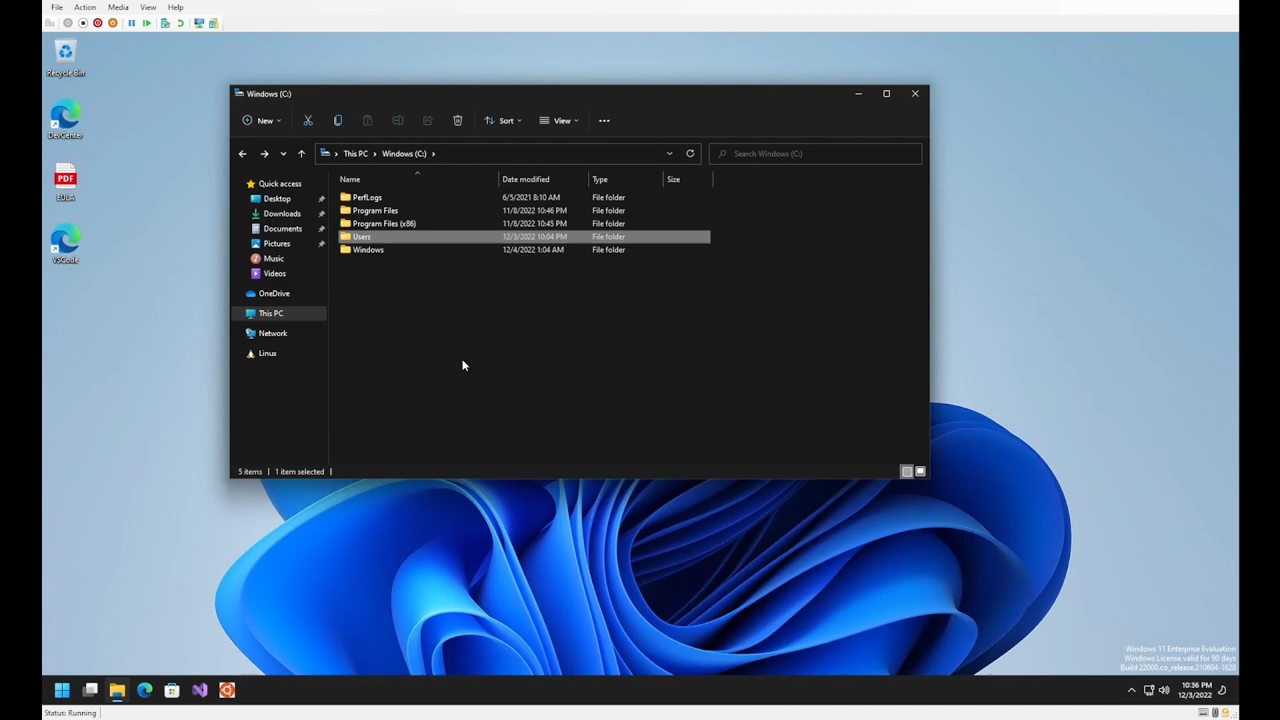 File Action Media View Help
Recycle Bin
DevCenter
PDF
EULA
VSCode
Windows (C:)
New Sort View
This PC Windows (C:) Search Windows (C:)
Name Date modified Type Size
Quick access
Desktop
Downloads
Documents
Pictures
Music
Videos
OneDrive
This PC
Network
Linux
PerfLogs 6/5/2021 8:10 AM File folder
Program Files 11/8/2022 10:46 PM File folder
Program Files (x86) 11/8/2022 10:45 PM File folder
Users 12/3/2022 10:04 PM File folder
Windows 12/4/2022 1:04 AM File folder
5 items 1 item selected
Windows 11 Enterprise Evaluation
Windows License valid for 90 days
Build 22000.co_release.210604-1628
10:36 PM
12/3/2022
Status: Running